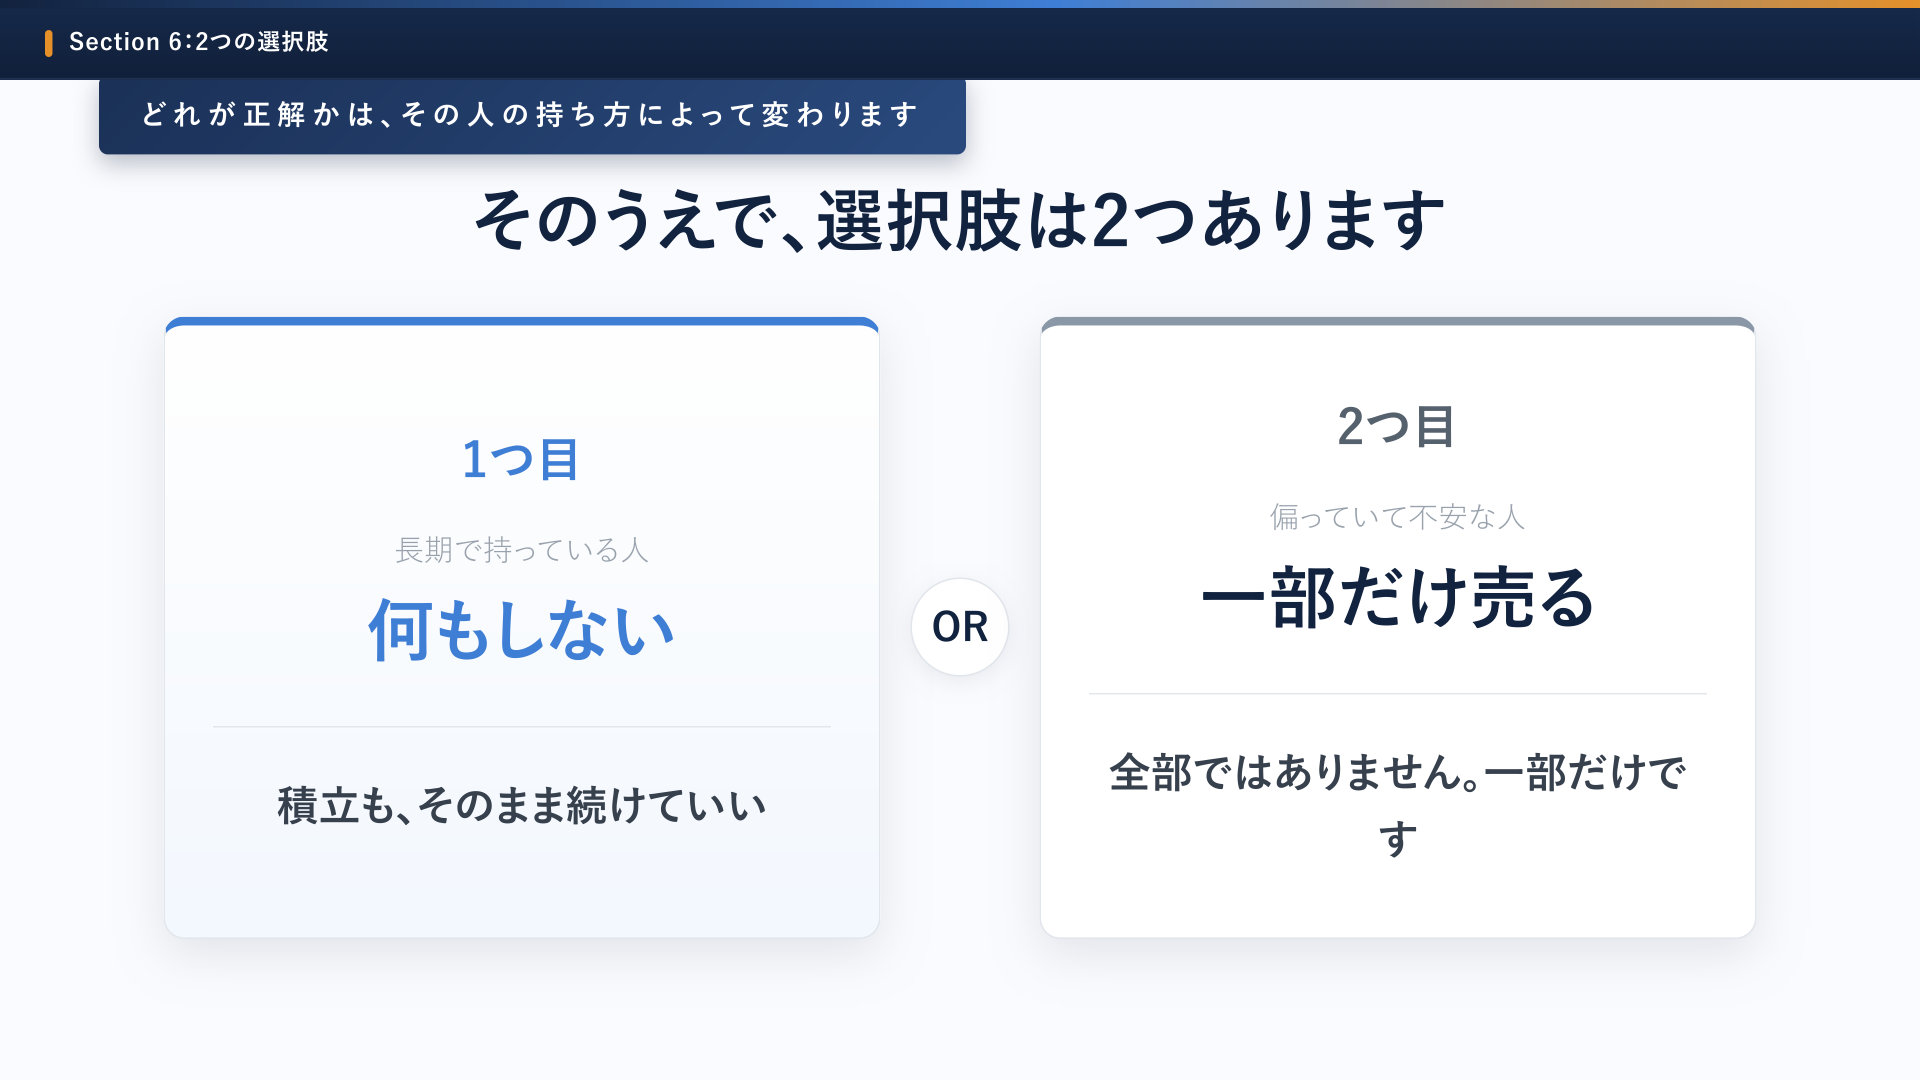 Section 6：2つの選択肢
どれが正解かは、その人の持ち方によって変わります
そのうえで、選択肢は2つあります
1つ目
長期で持っている人
何もしない
積立も、そのまま続けていい
OR
2つ目
偏っていて不安な人
一部だけ売る
全部ではありません。一部だけで
す